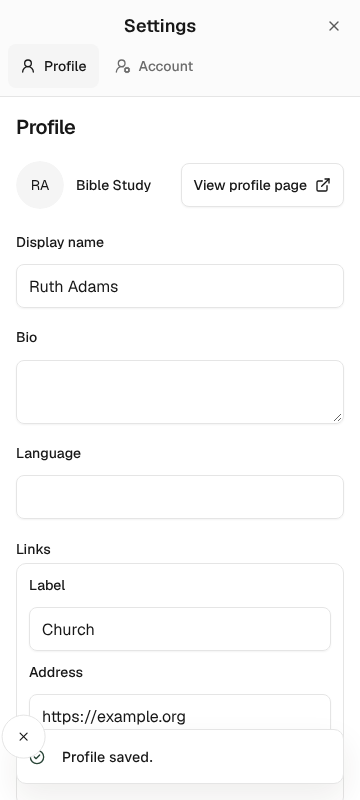 Settings
Profile
Account
Profile
RA
Bible Study
View profile page
Display name
Ruth Adams
Bio
Language
Links
Label
Church
Address
https://example.org
Profile saved.